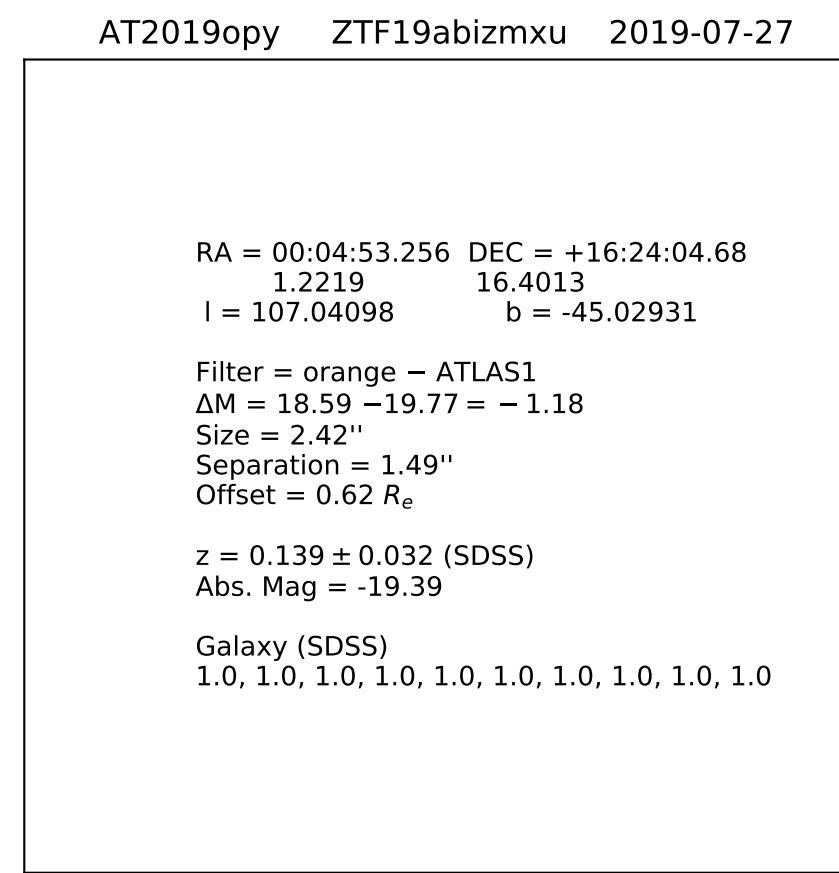 AT2019opy ZTF19abizmxu 2019-07-27
RA = 00:04:53.256 DEC = +16:24:04.68
1.2219 16.4013
l = 107.04098 b = -45.02931
Filter = orange − ATLAS1
ΔM = 18.59 −19.77 = − 1.18
Size = 2.42''
Separation = 1.49''
Offset = 0.62 Rₑ
z = 0.139 ± 0.032 (SDSS)
Abs. Mag = -19.39
Galaxy (SDSS)
1.0, 1.0, 1.0, 1.0, 1.0, 1.0, 1.0, 1.0, 1.0, 1.0